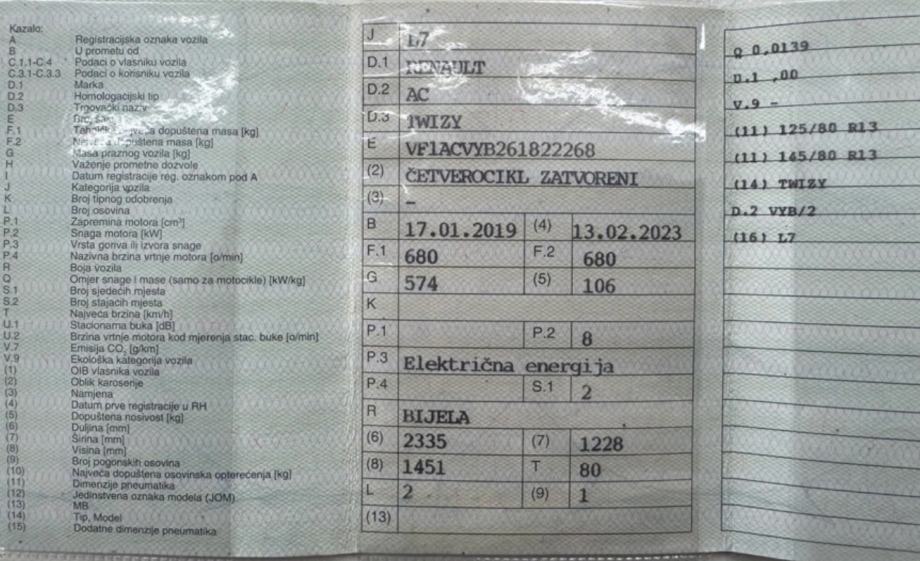 Kazalo:
A Registracijska oznaka vozila
B U prometu od
C.1.1-C.4 Podaci o vlasniku vozila
C.3.1-C.3.3 Podaci o korisniku vozila
D.1 Marka
D.2 Homologacijski tip
D.3 Trgovački naziv
E
F.1 dopuštena masa [kg]
F.2 masa [kg]
G Masa praznog vozila [kg]
H Važenje prometne dozvole
I Datum registracije reg. oznakom pod A
J Kategorija vozila
K Broj tipnog odobrenja
L Broj osovina
P.1 Zapremina motora [cm³]
P.2 Snaga motora [kW]
P.3 Vrsta goriva ili izvora snage
P.4 Nazivna brzina vrtnje motora [o/min]
R Boja vozila
Q Omjer snage i mase (samo za motocikle) [kW/kg]
S.1 Broj sjedećih mjesta
S.2 Broj stajaćih mjesta
T Najveća brzina [km/h]
U.1 Stacionarna buka [dB]
U.2 Brzina vrtnje motora kod mjerenja stac. buke [o/min]
V.7 Emisija CO₂ [g/km]
V.9 Ekološka kategorija vozila
(1) OIB vlasnika vozila
(2) Oblik karoserije
(3) Namjena
(4) Datum prve registracije u RH
(5) Dopuštena nosivost [kg]
(6) Duljina [mm]
(7) Širina [mm]
(8) Visina [mm]
(9) Broj pogonskih osovina
(10) Najveća dopuštena osovinska opterećenja [kg]
(11) Dimenzije pneumatika
(12) Jedinstvena oznaka modela (JOM)
(13) MB
(14) Tip, Model
(15) Dodatne dimenzije pneumatika
J L7
D.1 RENAULT
D.2 AC
D.3 TWIZY
E VF1ACVYB261822268
(2) ČETVEROCIKL ZATVORENI
(3) –
B 17.01.2019 (4) 13.02.2023
F.1 680 F.2 680
G 574 (5) 106
K
P.1 P.2 8
P.3 Električna energija
P.4 S.1 2
R BIJELA
(6) 2335 (7) 1228
(8) 1451 T 80
L 2 (9) 1
(13)
Q 0,0139
D.1 ,00
V.9 –
(11) 125/80 R13
(11) 145/80 R13
(14) TWIZY
D.2 VYB/2
(16) L7